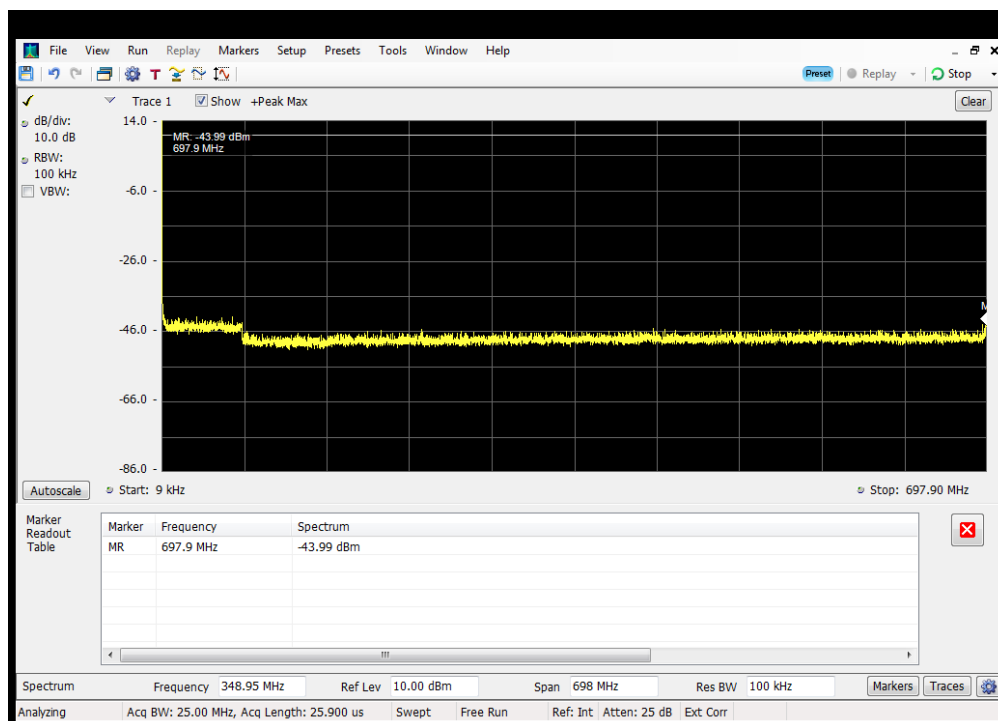 File View Run Replay Markers Setup Presets Tools Window Help
T Preset Replay Stop
Trace 1 Show +Peak Max Clear
dB/div:
10.0 dB
RBW:
100 kHz
VBW:
14.0 -
-6.0 -
-26.0 -
-46.0 -
-66.0 -
-86.0 -
MR: -43.99 dBm
697.9 MHz
M
Autoscale Start: 9 kHz Stop: 697.90 MHz
Marker
Readout
Table
Marker Frequency Spectrum
MR 697.9 MHz -43.99 dBm
Spectrum Frequency 348.95 MHz Ref Lev 10.00 dBm Span 698 MHz Res BW 100 kHz Markers Traces
Analyzing Acq BW: 25.00 MHz, Acq Length: 25.900 us Swept Free Run Ref: Int Atten: 25 dB Ext Corr